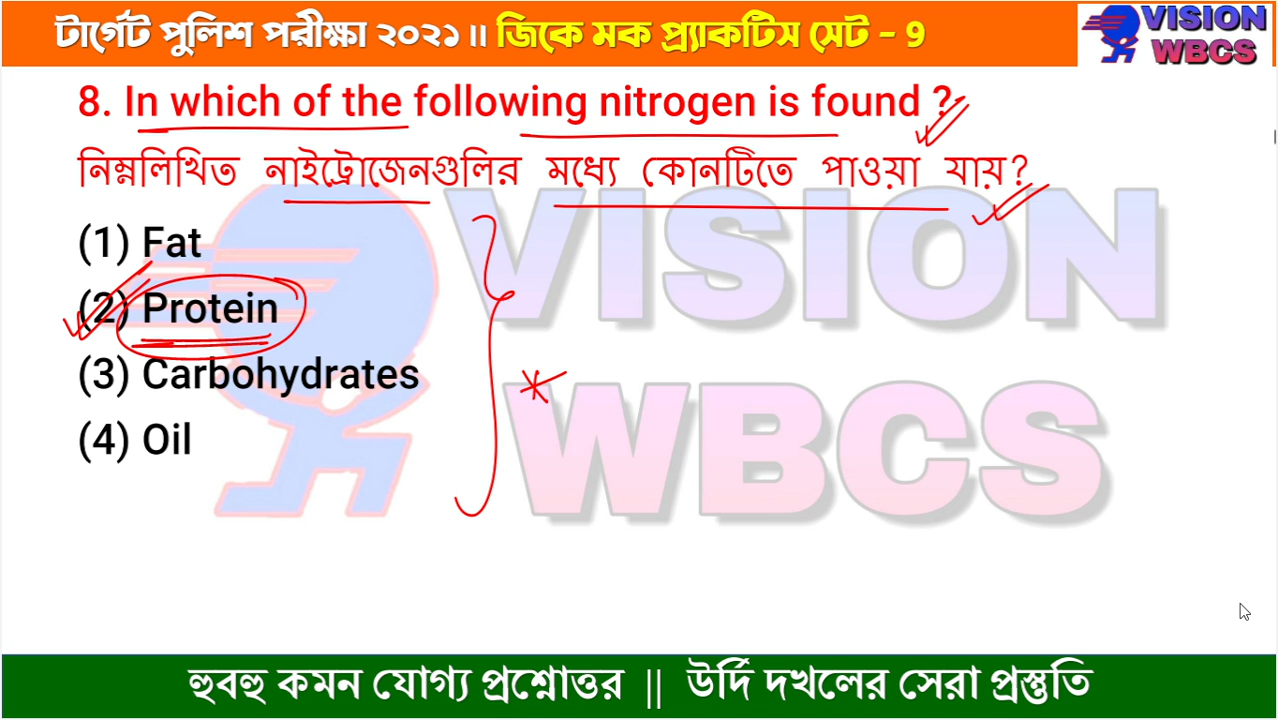 টার্গেট পুলিশ পরীক্ষা ২০২১ ॥ জিকে মক প্র্যাকটিস সেট - 9
VISION
WBCS
8. In which of the following nitrogen is found ?
নিম্নলিখিত নাইট্রোজেনগুলির মধ্যে কোনটিতে পাওয়া যায়?
(1) Fat
(2) Protein
(3) Carbohydrates
(4) Oil
VISION
WBCS
হুবহু কমন যোগ্য প্রশ্নোত্তর || উর্দি দখলের সেরা প্রস্তুতি